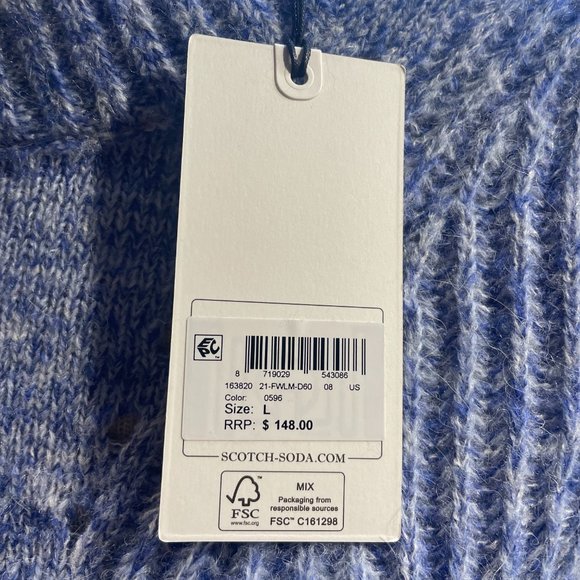 EPC
8 719029 543086
163820 21-FWLM-D60 08 US
Color: 0596
Size: L
RRP: $ 148.00
SCOTCH-SODA.COM
FSC
www.fsc.org
MIX
Packaging from
responsible sources
FSC™ C161298